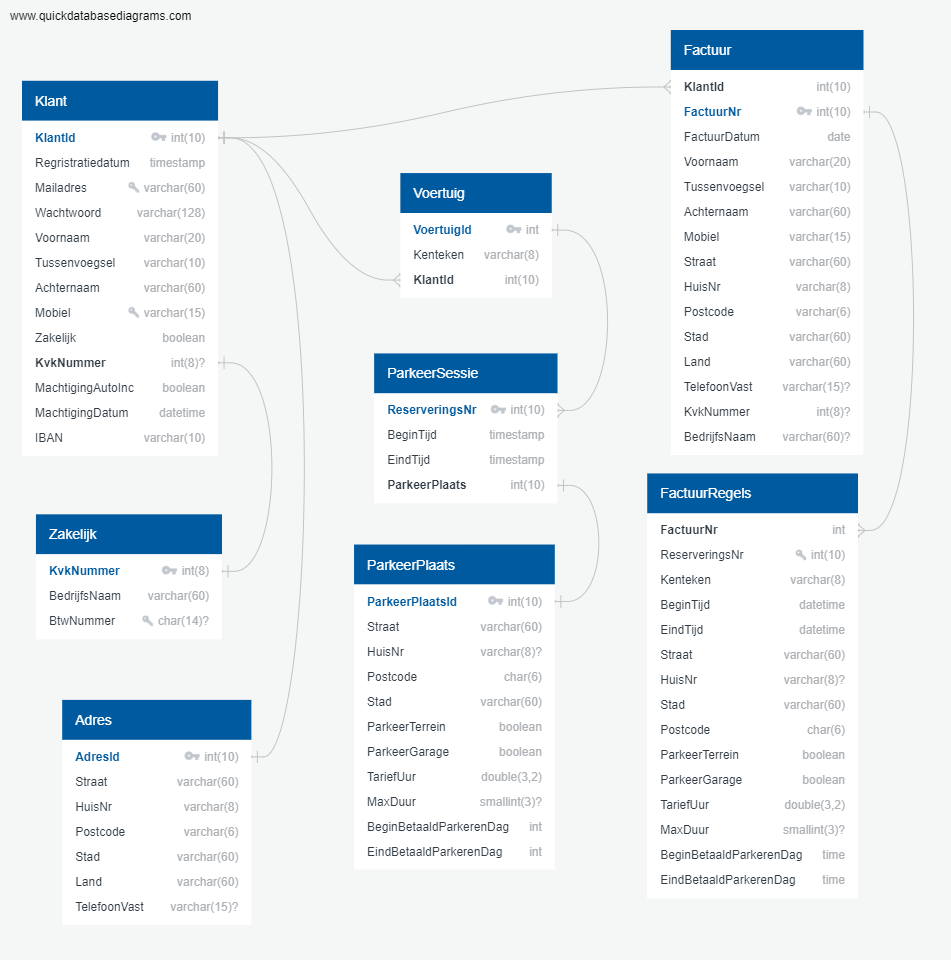 www.quickdatabasediagrams.com
Klant
KlantId int(10)
Regristratiedatum timestamp
Mailadres varchar(60)
Wachtwoord varchar(128)
Voornaam varchar(20)
Tussenvoegsel varchar(10)
Achternaam varchar(60)
Mobiel varchar(15)
Zakelijk boolean
KvkNummer int(8)?
MachtigingAutoInc boolean
MachtigingDatum datetime
IBAN varchar(10)
Zakelijk
KvkNummer int(8)
BedrijfsNaam varchar(60)
BtwNummer char(14)?
Adres
AdresId int(10)
Straat varchar(60)
HuisNr varchar(8)
Postcode varchar(6)
Stad varchar(60)
Land varchar(60)
TelefoonVast varchar(15)?
Voertuig
VoertuigId int
Kenteken varchar(8)
KlantId int(10)
ParkeerSessie
ReserveringsNr int(10)
BeginTijd timestamp
EindTijd timestamp
ParkeerPlaats int(10)
ParkeerPlaats
ParkeerPlaatsId int(10)
Straat varchar(60)
HuisNr varchar(8)?
Postcode char(6)
Stad varchar(60)
ParkeerTerrein boolean
ParkeerGarage boolean
TariefUur double(3,2)
MaxDuur smallint(3)?
BeginBetaaldParkerenDag int
EindBetaaldParkerenDag int
Factuur
KlantId int(10)
FactuurNr int(10)
FactuurDatum date
Voornaam varchar(20)
Tussenvoegsel varchar(10)
Achternaam varchar(60)
Mobiel varchar(15)
Straat varchar(60)
HuisNr varchar(8)
Postcode varchar(6)
Stad varchar(60)
Land varchar(60)
TelefoonVast varchar(15)?
KvkNummer int(8)?
BedrijfsNaam varchar(60)?
FactuurRegels
FactuurNr int
ReserveringsNr int(10)
Kenteken varchar(8)
BeginTijd datetime
EindTijd datetime
Straat varchar(60)
HuisNr varchar(8)?
Stad varchar(60)
Postcode char(6)
ParkeerTerrein boolean
ParkeerGarage boolean
TariefUur double(3,2)
MaxDuur smallint(3)?
BeginBetaaldParkerenDag time
EindBetaaldParkerenDag time